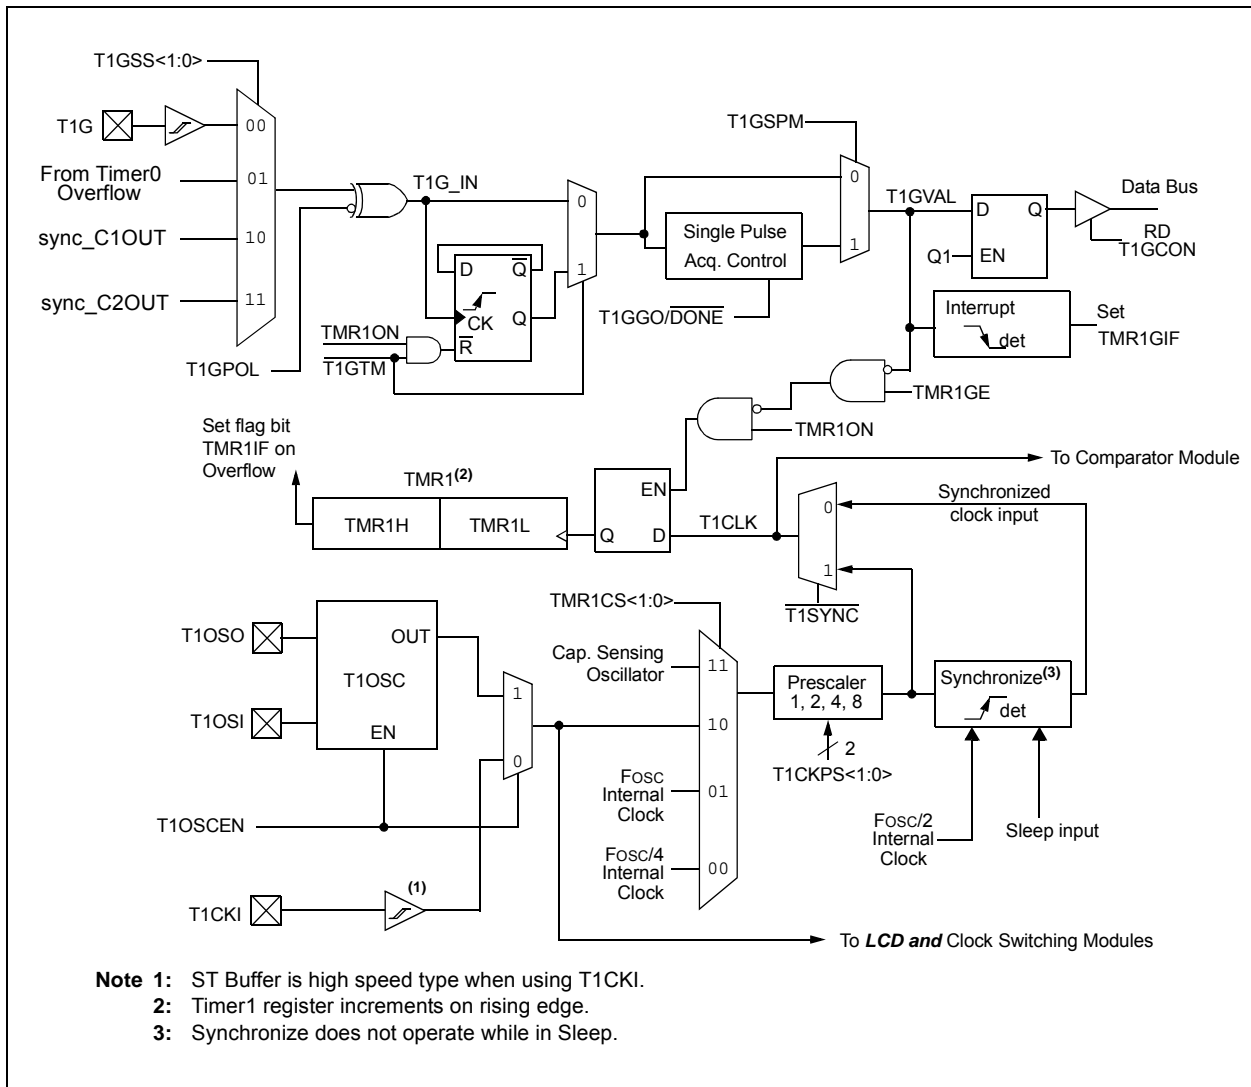 T1GSS<1:0>
T1G
00
From Timer0
Overflow
01
sync_C1OUT
10
sync_C2OUT
11
T1GPOL
T1G_IN
0
1
D
Q
CK
Q
R
TMR1ON
T1GTM
T1GSPM
0
1
Single Pulse
Acq. Control
T1GGO/DONE
T1GVAL
D
Q
Q1
EN
Data Bus
RD
T1GCON
Interrupt
det
Set
TMR1GIF
TMR1GE
TMR1ON
Set flag bit
TMR1IF on
Overflow
TMR1(2)
TMR1H
TMR1L
EN
Q
D
T1CLK
To Comparator Module
Synchronized
clock input
0
1
T1SYNC
TMR1CS<1:0>
T1OSO
OUT
T1OSC
T1OSI
EN
1
0
T1OSCEN
T1CKI
(1)
Cap. Sensing
Oscillator
11
10
Fosc
Internal
Clock
01
Fosc/4
Internal
Clock
00
Prescaler
1, 2, 4, 8
2
T1CKPS<1:0>
Synchronize(3)
det
Fosc/2
Internal
Clock
Sleep input
To LCD and Clock Switching Modules
Note 1: ST Buffer is high speed type when using T1CKI.
2: Timer1 register increments on rising edge.
3: Synchronize does not operate while in Sleep.